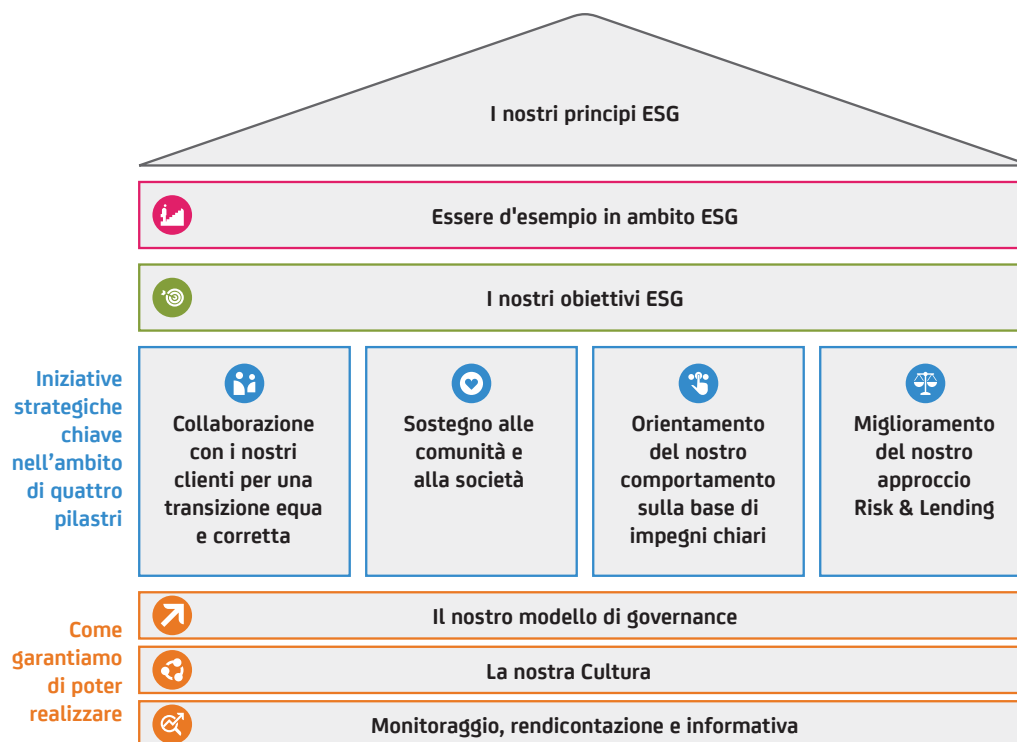 I nostri principi ESG
Essere d'esempio in ambito ESG
I nostri obiettivi ESG
Iniziative
strategiche
chiave
nell’ambito
di quattro
pilastri
Collaborazione
con i nostri
clienti per una
transizione equa
e corretta
Sostegno alle
comunità e
alla società
Orientamento
del nostro
comportamento
sulla base di
impegni chiari
Miglioramento
del nostro
approccio
Risk & Lending
Come
garantiamo
di poter
realizzare
Il nostro modello di governance
La nostra Cultura
Monitoraggio, rendicontazione e informativa